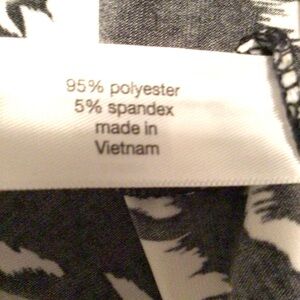 95% polyester
5% spandex
made in
Vietnam